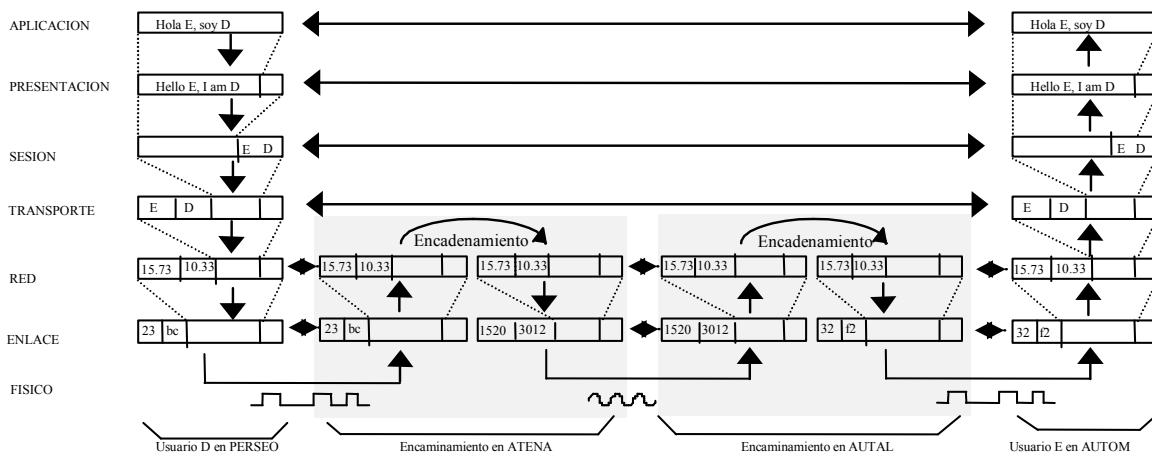 APLICACION
Hola E, soy D
Hola E, soy D
PRESENTACION
Hello E, I am D
Hello E, I am D
SESION
E D
E D
TRANSPORTE
E D
E D
Encadenamiento
Encadenamiento
RED
15.73 10.33
15.73 10.33
15.73 10.33
15.73 10.33
15.73 10.33
15.73 10.33
ENLACE
23 bc
23 bc
1520 3012
1520 3012
32 f2
32 f2
FISICO
Usuario D en PERSEO
Encaminamiento en ATENA
Encaminamiento en AUTAL
Usuario E en AUTOM